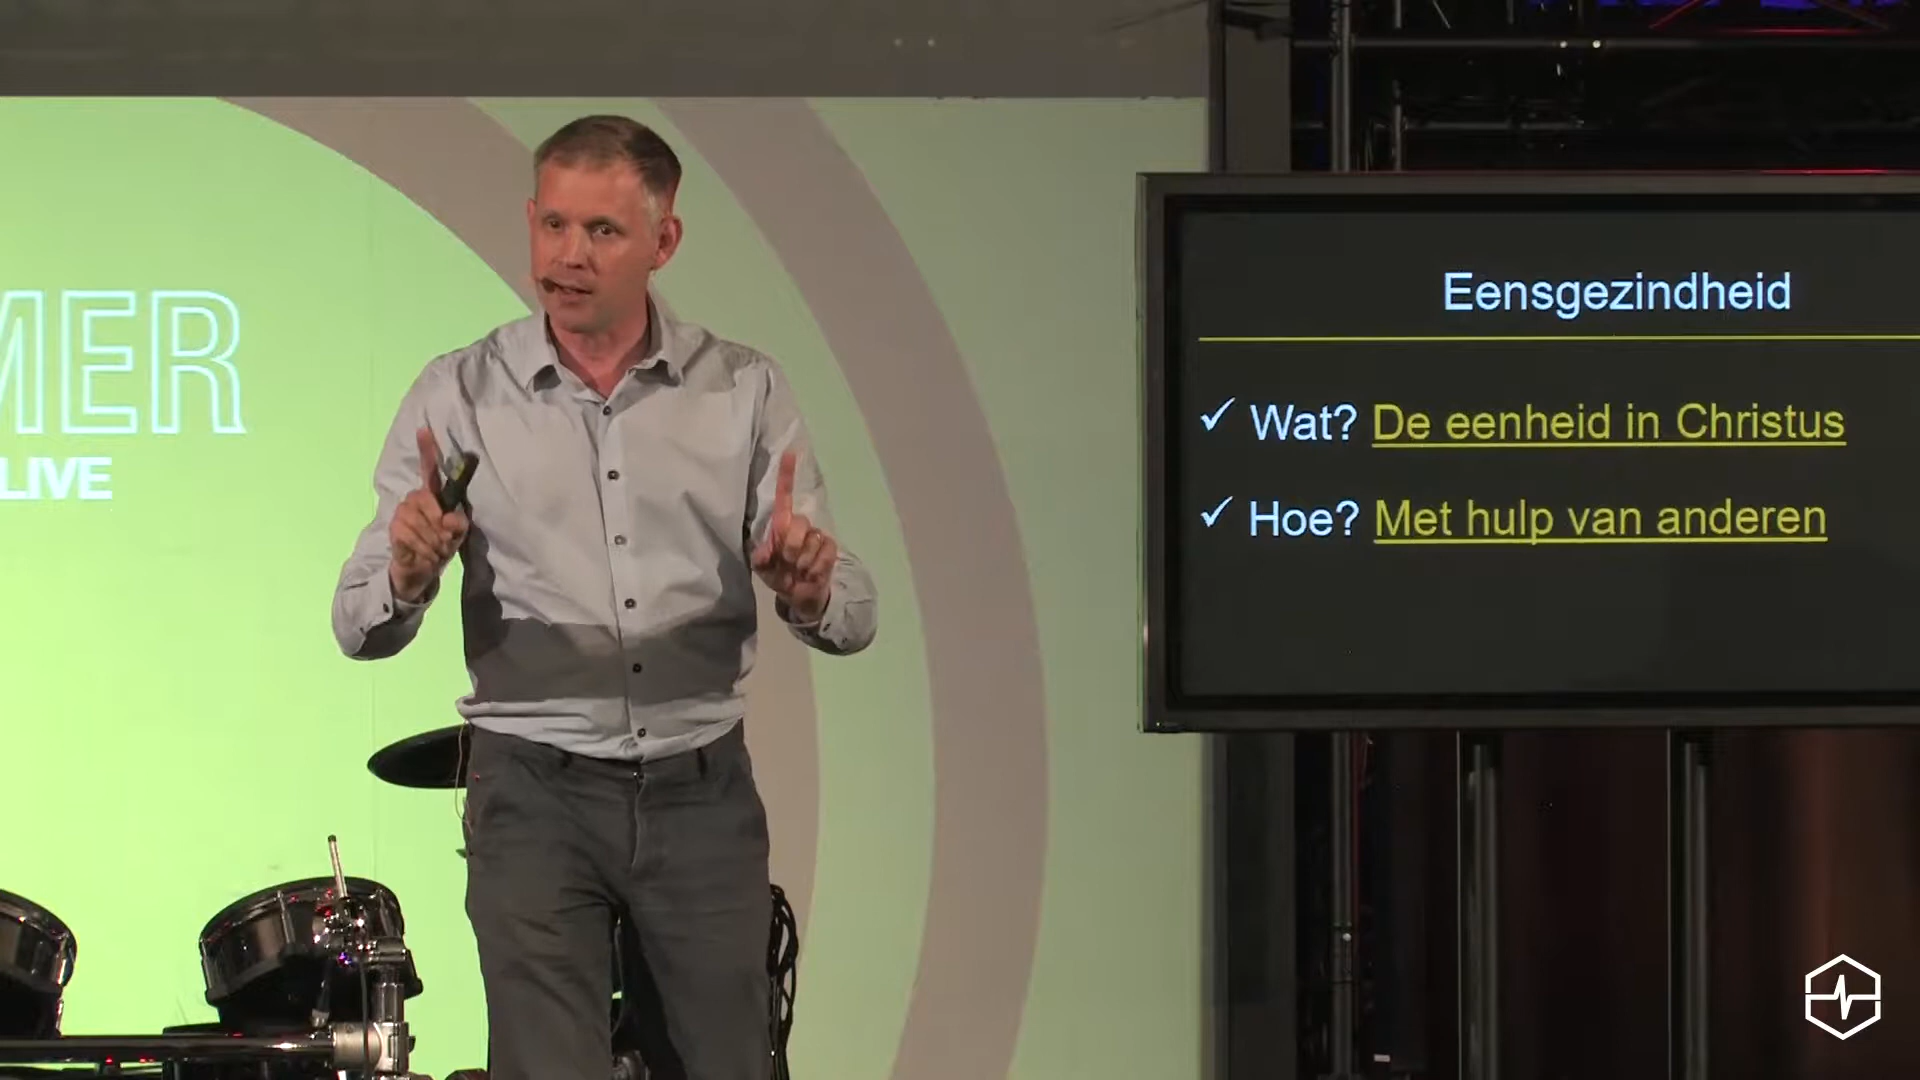 MER
LIVE
Eensgezindheid
✓ Wat? De eenheid in Christus
✓ Hoe? Met hulp van anderen